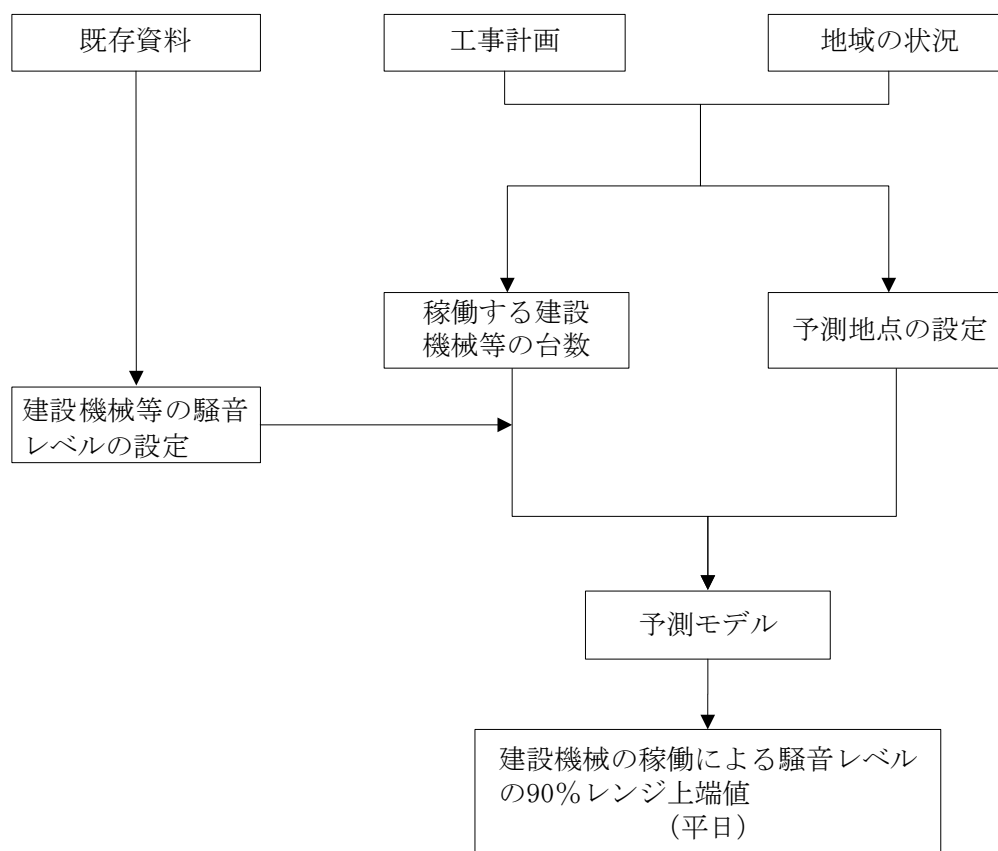 既存資料
工事計画
地域の状況
稼働する建設
機械等の台数
予測地点の設定
建設機械等の騒音
レベルの設定
予測モデル
建設機械の稼働による騒音レベル
の90%レンジ上端値
（平日）